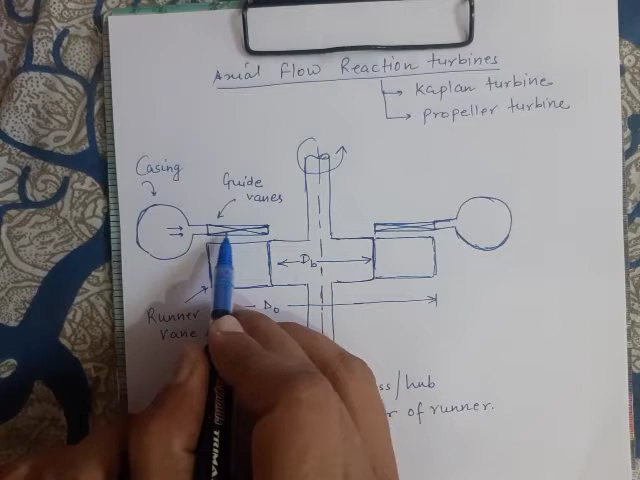 Axial Flow Reaction turbines
Kaplan turbine
propeller turbine
Casing
Guide
vanes
Db
Do
Runner
vane
ss/hub
r of runner.
TRIMA